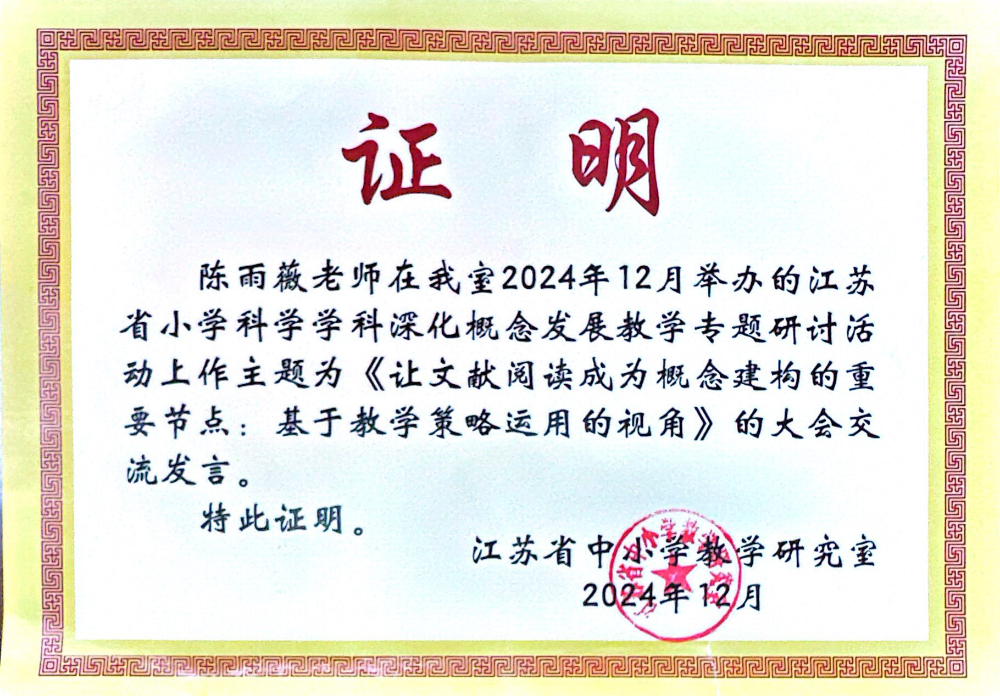 证明
陈雨薇老师在我室2024年12月举办的江苏
省小学科学学科深化概念发展教学专题研讨活
动上作主题为《让文献阅读成为概念建构的重
要节点：基于教学策略运用的视角》的大会交
流发言。
特此证明。
江苏省中小学教学研究室
2024年12月